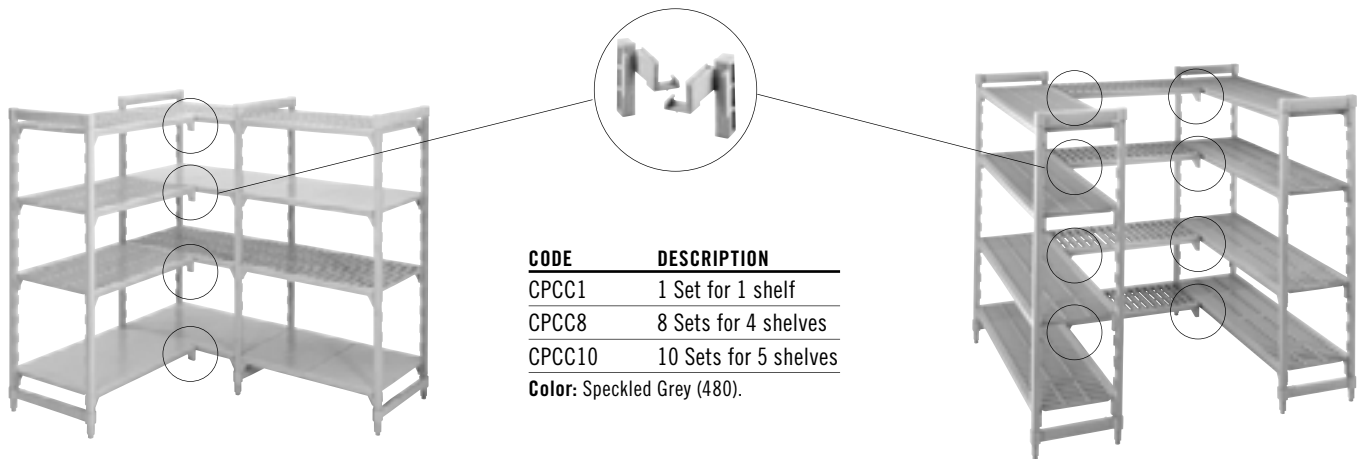 CODE DESCRIPTION
CPCC1 1 Set for 1 shelf
CPCC8 8 Sets for 4 shelves
CPCC10 10 Sets for 5 shelves
Color: Speckled Grey (480).